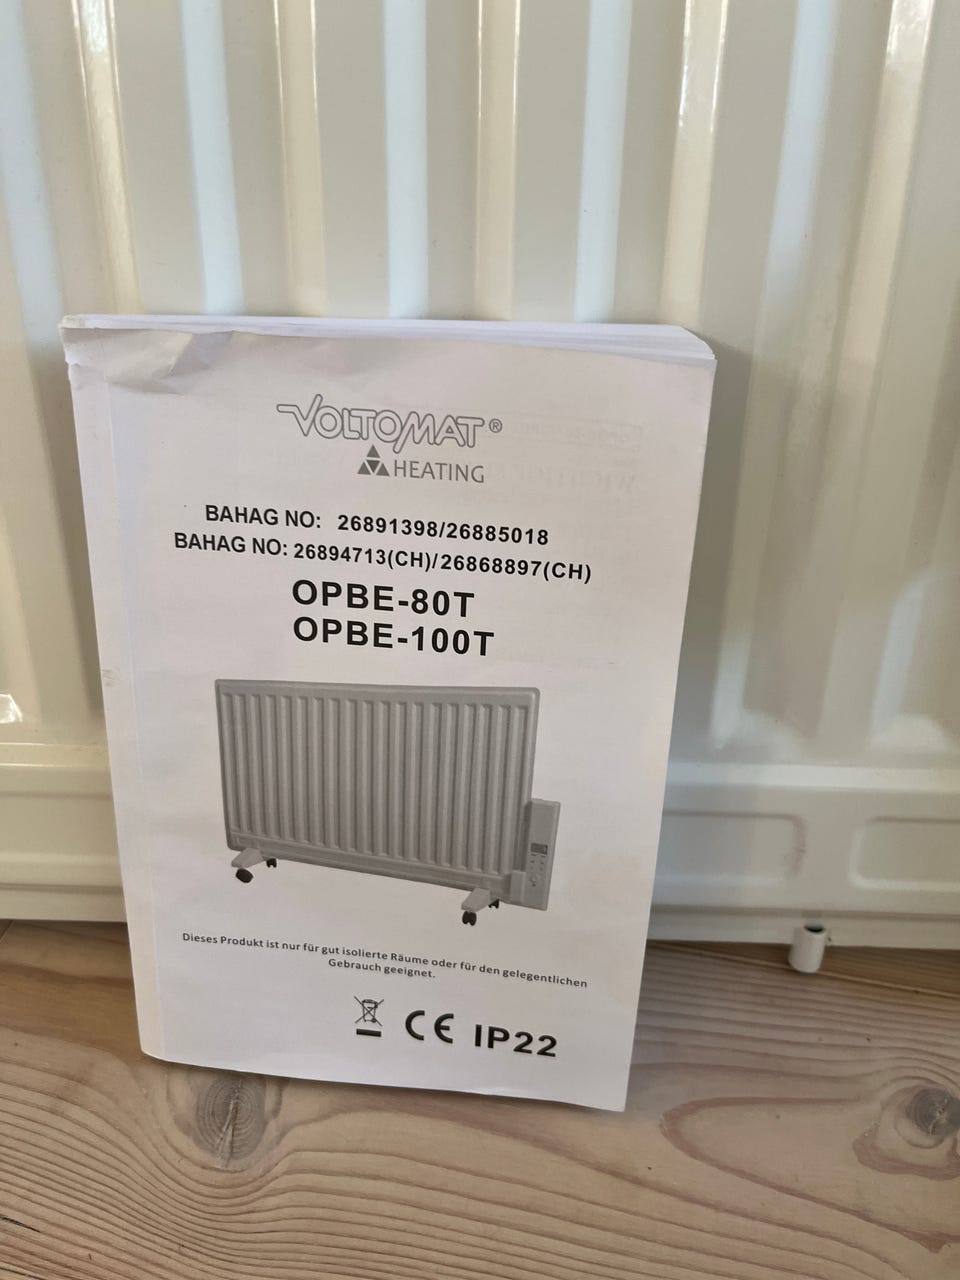 VOLTOMAT®
HEATING
BAHAG NO: 26891398/26885018
BAHAG NO: 26894713(CH)/26868897(CH)
OPBE-80T
OPBE-100T
Dieses Produkt ist nur für gut isolierte Räume oder für den gelegentlichen
Gebrauch geeignet.
CE IP22